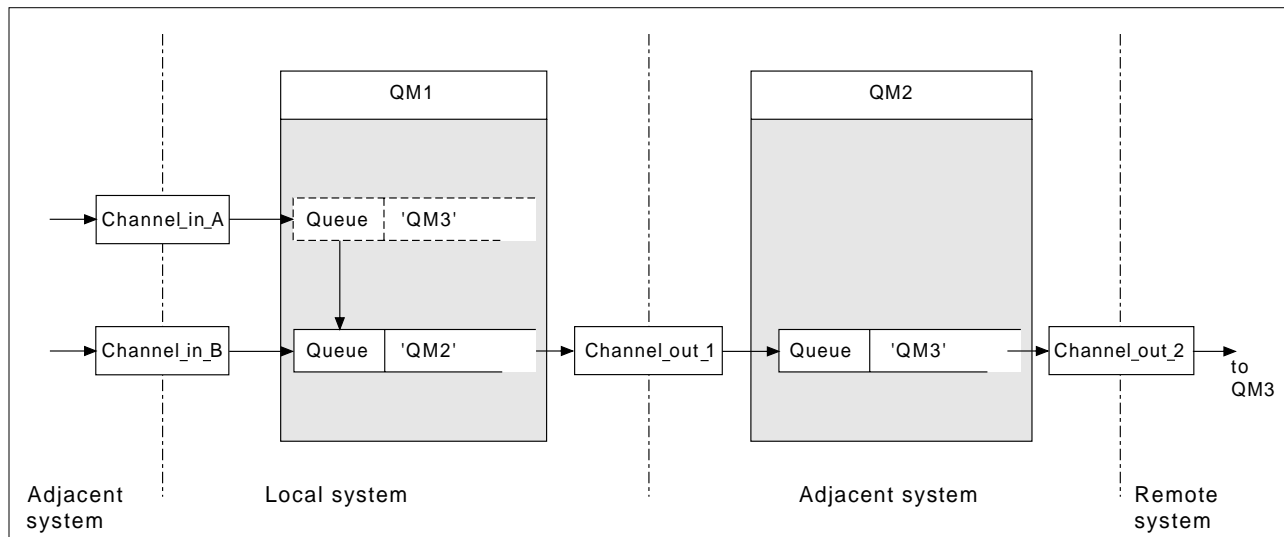 QM1
QM2
Channel_in_A
Queue 'QM3'
Channel_in_B
Queue 'QM2'
Channel_out_1
Queue 'QM3'
Channel_out_2
to
QM3
Adjacent
system
Local system
Adjacent system
Remote
system